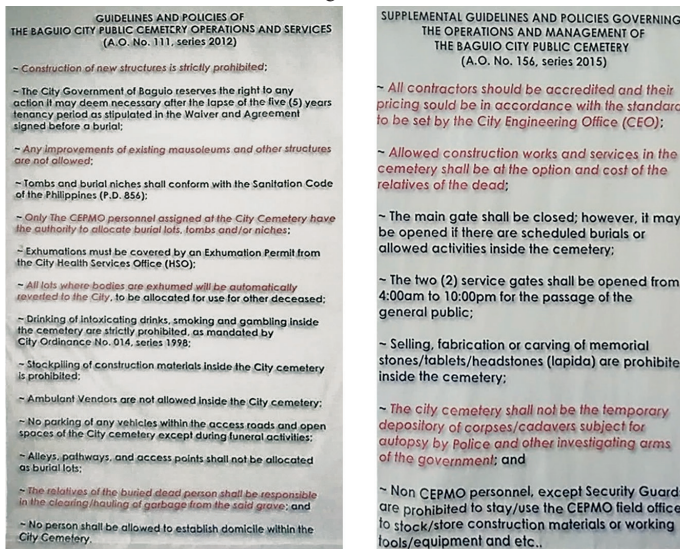 GUIDELINES AND POLICIES OF
THE BAGUIO CITY PUBLIC CEMETCRY OPERATIONS AND SERVICES
(A.O. No. 111, series 2012)
~ Construction of new structures is strictly prohibited;
~ The City Government of Baguio reserves the right to any
action it may deem necessary after the lapse of the five (5) years
tenancy period as stipulated in the Waiver and Agreement
signed before a burial;
~ Any improvements of existing mausoleums and other structures
are not allowed;
~ Tombs and burial niches shall conform with the Sanitation Code
of the Philippines (P.D. 856);
~ Only The CEPMO personnel assigned at the City Cemetery have
the authority to allocate burial lots, tombs and/or niches;
~ Exhumations must be covered by an Exhumation Permit from
the City Health Services Office (HSO);
~ All lots where bodies are exhumed will be automatically
reverted to the City, to be allocated for use for other deceased;
~ Drinking of intoxicating drinks, smoking and gambling inside
the cemetery are strictly prohibited, as mandated by
City Ordinance No. 014, series 1998;
~ Stockpiling of construction materials inside the City cemetery
is prohibited;
~ Ambulant Vendors are not allowed inside the City cemetery;
~ No parking of any vehicles within the access roads and open
spaces of the City cemetery except during funeral activities;
~ Alleys, pathways, and access points shall not be allocated
as burial lots;
~ The relatives of the buried dead person shall be responsible
in the clearing/hauling of garbage from the said grave; and
~ No person shall be allowed to establish domicile within the
City Cemetery.
SUPPLEMENTAL GUIDELINES AND POLICIES GOVERNING
THE OPERATIONS AND MANAGEMENT OF
THE BAGUIO CITY PUBLIC CEMETERY
(A.O. No. 156, series 2015)
~ All contractors should be accredited and their
pricing sould be in accordance with the standard
to be set by the City Engineering Office (CEO);
~ Allowed construction works and services in the
cemetery shall be at the option and cost of the
relatives of the dead;
~ The main gate shall be closed; however, it may
be opened if there are scheduled burials or
allowed activities inside the cemetery;
~ The two (2) service gates shall be opened from
4:00am to 10:00pm for the passage of the
general public;
~ Selling, fabrication or carving of memorial
stones/tablets/headstones (lapida) are prohibite
inside the cemetery;
~ The city cemetery shall not be the temporary
depository of corpses/cadavers subject for
autopsy by Police and other investigating arms
of the government; and
~ Non CEPMO personnel, except Security Guard
are prohibited to stay/use the CEPMO field office
to stock/store construction materials or working
tools/equipment and etc..